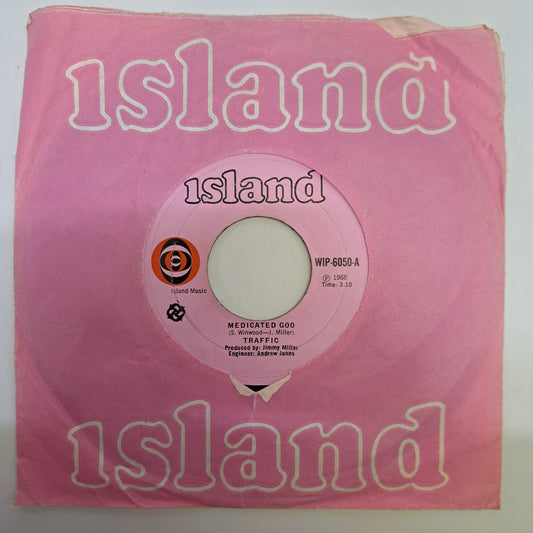 island
island
WIP-6050-A
Ⓟ 1968
Time: 3.10
Island Music
MEDICATED GOO
(S. Winwood—J. Miller)
TRAFFIC
Produced by: Jimmy Miller
Engineer: Andrew Johns
island